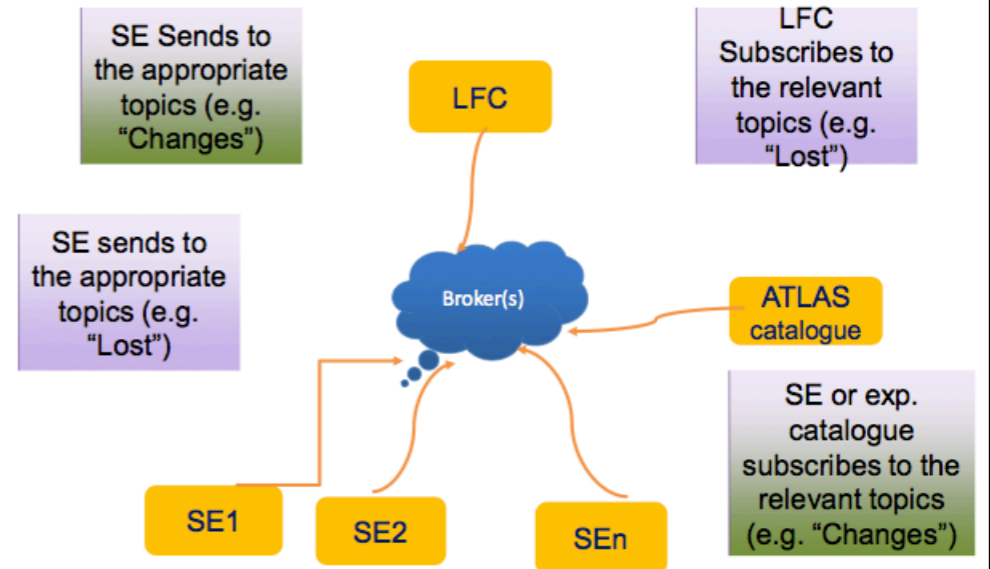 SE Sends to
the appropriate
topics (e.g.
“Changes”)
LFC
LFC
Subscribes to
the relevant
topics (e.g.
“Lost”)
SE sends to
the appropriate
topics (e.g.
“Lost”)
Broker(s)
ATLAS
catalogue
SE or exp.
catalogue
subscribes to the
relevant topics
(e.g. “Changes”)
SE1
SE2
SEn